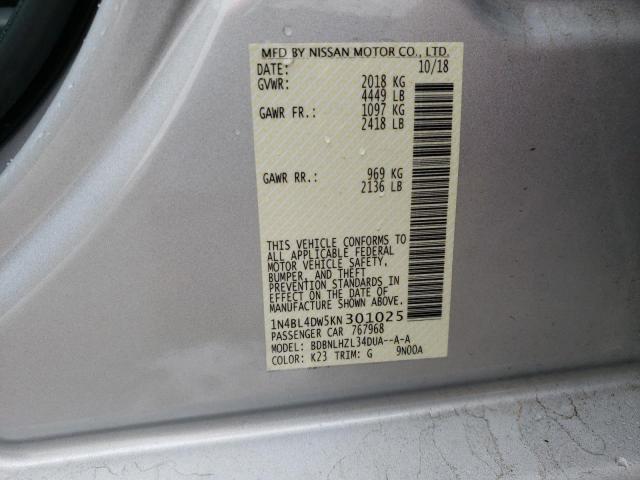 MFD BY NISSAN MOTOR CO., LTD.
DATE: 10/18
GVWR: 2018 KG
4449 LB
GAWR FR.: 1097 KG
2418 LB
GAWR RR.: 969 KG
2136 LB
THIS VEHICLE CONFORMS TO
ALL APPLICABLE FEDERAL
MOTOR VEHICLE SAFETY,
BUMPER, AND THEFT
PREVENTION STANDARDS IN
EFFECT ON THE DATE OF
MANUFACTURE SHOWN ABOVE.
1N4BL4DW5KN301025
PASSENGER CAR 767968
MODEL: BDBNLHZL34DUA--A-A
COLOR: K23 TRIM: G 9N00A